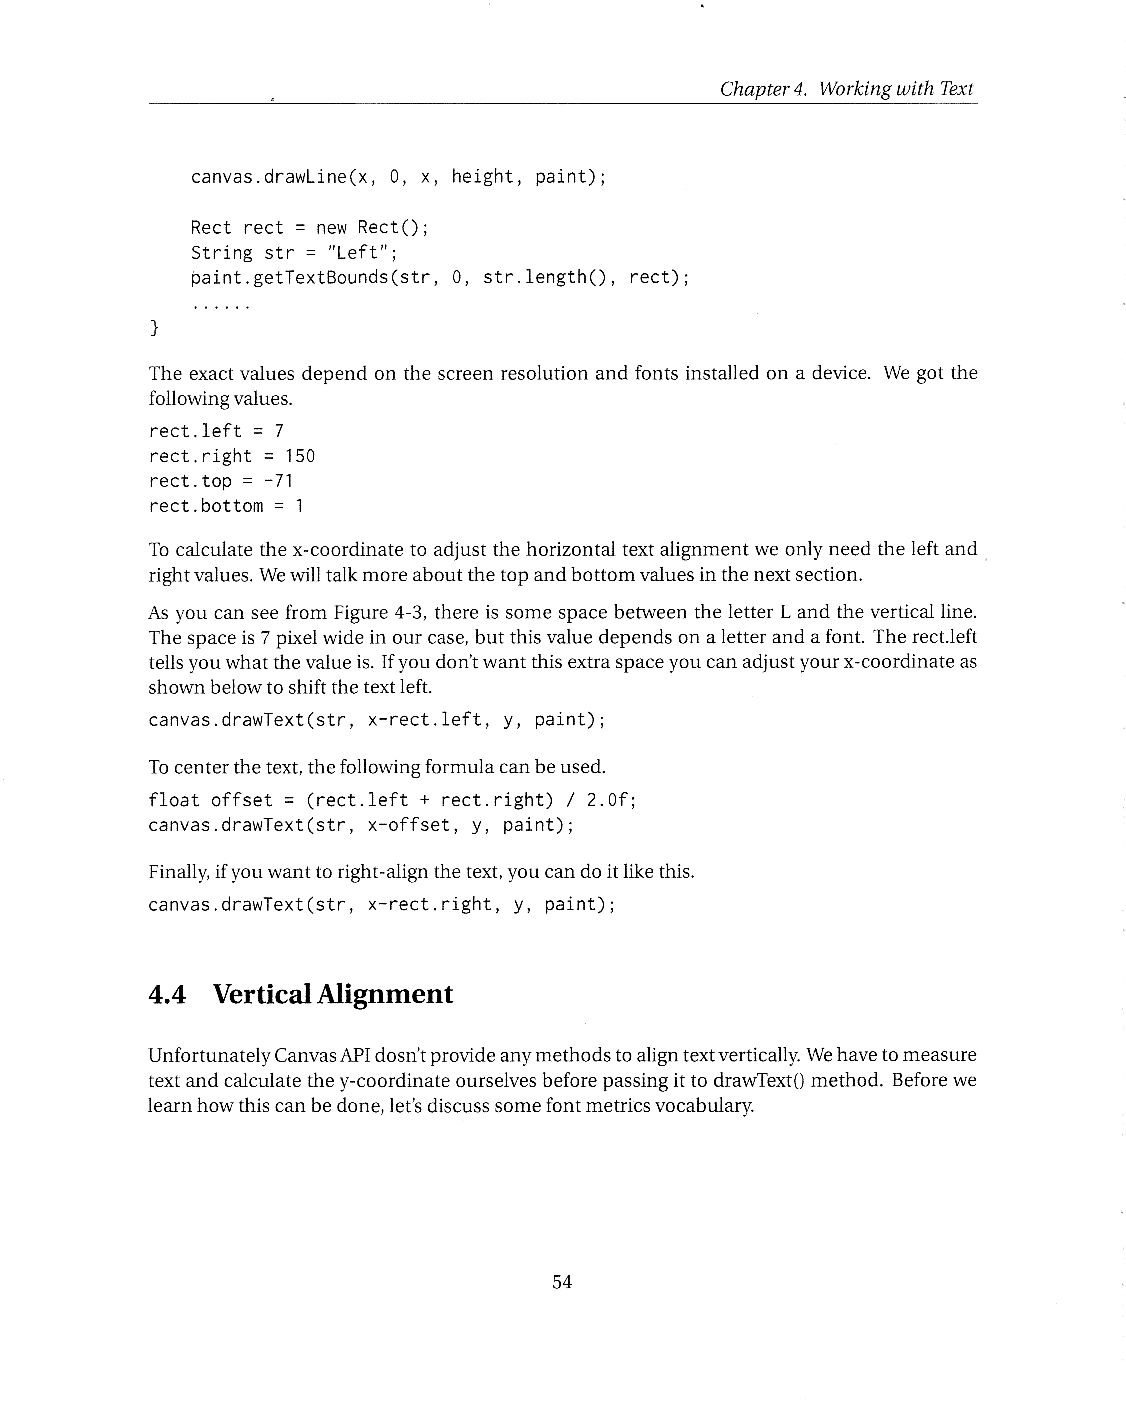 Chapter 4. Working with Text
canvas.drawLine(x, 0, x, height, paint);
Rect rect = new Rect();
String str = "Left";
paint.getTextBounds(str, 0, str.length(), rect);
......
}
The exact values depend on the screen resolution and fonts installed on a device. We got the
following values.
rect.left = 7
rect.right = 150
rect.top = -71
rect.bottom = 1
To calculate the x-coordinate to adjust the horizontal text alignment we only need the left and
right values. We will talk more about the top and bottom values in the next section.
As you can see from Figure 4-3, there is some space between the letter L and the vertical line.
The space is 7 pixel wide in our case, but this value depends on a letter and a font. The rect.left
tells you what the value is. If you don't want this extra space you can adjust your x-coordinate as
shown below to shift the text left.
canvas.drawText(str, x-rect.left, y, paint);
To center the text, the following formula can be used.
float offset = (rect.left + rect.right) / 2.0f;
canvas.drawText(str, x-offset, y, paint);
Finally, if you want to right-align the text, you can do it like this.
canvas.drawText(str, x-rect.right, y, paint);
4.4 Vertical Alignment
Unfortunately Canvas API dosn't provide any methods to align text vertically. We have to measure
text and calculate the y-coordinate ourselves before passing it to drawText() method. Before we
learn how this can be done, let's discuss some font metrics vocabulary.
54